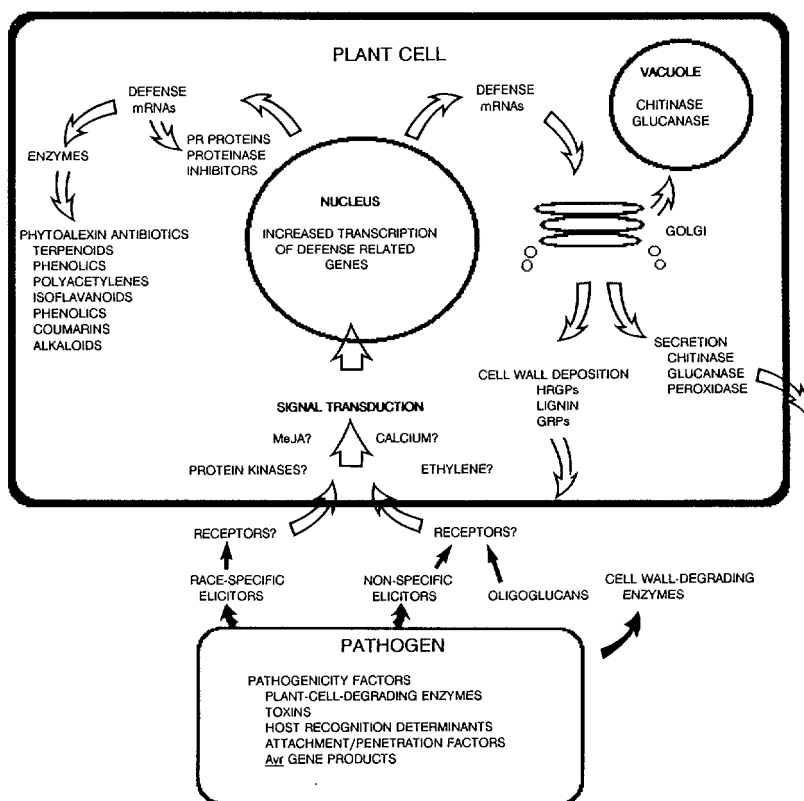 PLANT CELL
VACUOLE
CHITINASE
GLUCANASE
DEFENSE
mRNAs
DEFENSE
mRNAs
PR PROTEINS
PROTEINASE
INHIBITORS
ENZYMES
NUCLEUS
INCREASED TRANSCRIPTION
OF DEFENSE RELATED
GENES
GOLGI
PHYTOALEXIN ANTIBIOTICS
TERPENOIDS
PHENOLICS
POLYACETYLENES
ISOFLAVANOIDS
PHENOLICS
COUMARINS
ALKALOIDS
SECRETION
CHITINASE
GLUCANASE
PEROXIDASE
CELL WALL DEPOSITION
HRGPs
LIGNIN
GRPs
SIGNAL TRANSDUCTION
MeJA?
CALCIUM?
PROTEIN KINASES?
ETHYLENE?
RECEPTORS?
RECEPTORS?
RACE-SPECIFIC
ELICITORS
NON-SPECIFIC
ELICITORS
OLIGOGLUCANS
CELL WALL-DEGRADING
ENZYMES
PATHOGEN
PATHOGENICITY FACTORS
PLANT-CELL-DEGRADING ENZYMES
TOXINS
HOST RECOGNITION DETERMINANTS
ATTACHMENT/PENETRATION FACTORS
Avr GENE PRODUCTS